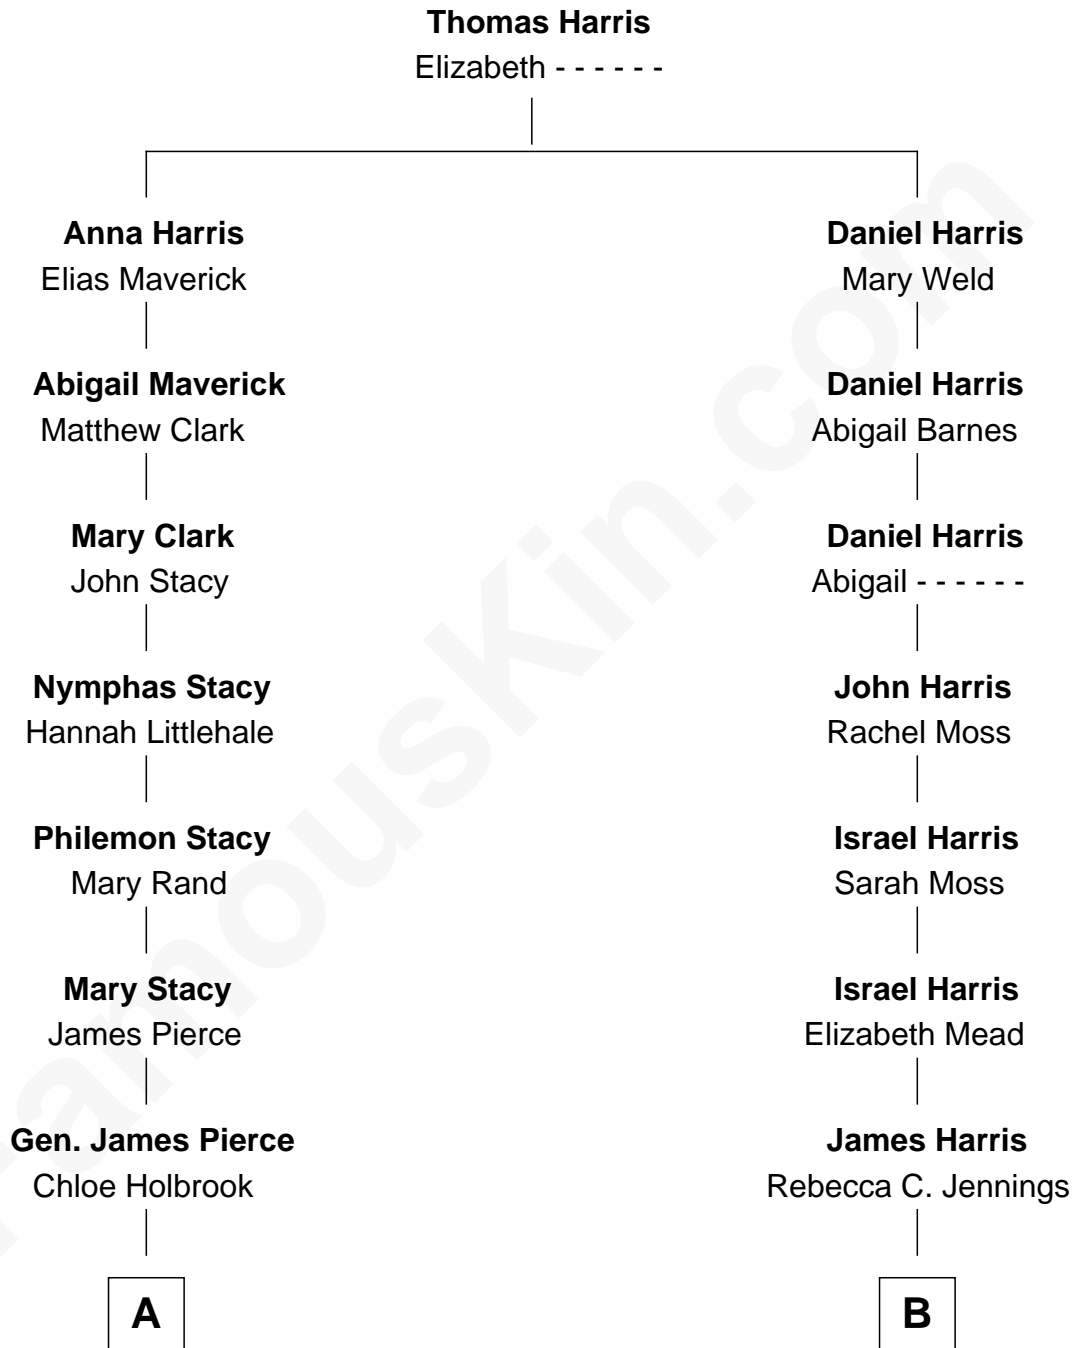 Thomas Harris
Elizabeth - - - - - -
Anna Harris
Elias Maverick
Daniel Harris
Mary Weld
Abigail Maverick
Matthew Clark
Daniel Harris
Abigail Barnes
Mary Clark
John Stacy
Daniel Harris
Abigail - - - - - -
Nymphas Stacy
Hannah Littlehale
John Harris
Rachel Moss
Philemon Stacy
Mary Rand
Israel Harris
Sarah Moss
Mary Stacy
James Pierce
Israel Harris
Elizabeth Mead
Gen. James Pierce
Chloe Holbrook
James Harris
Rebecca C. Jennings
A
B
FamousKin.com